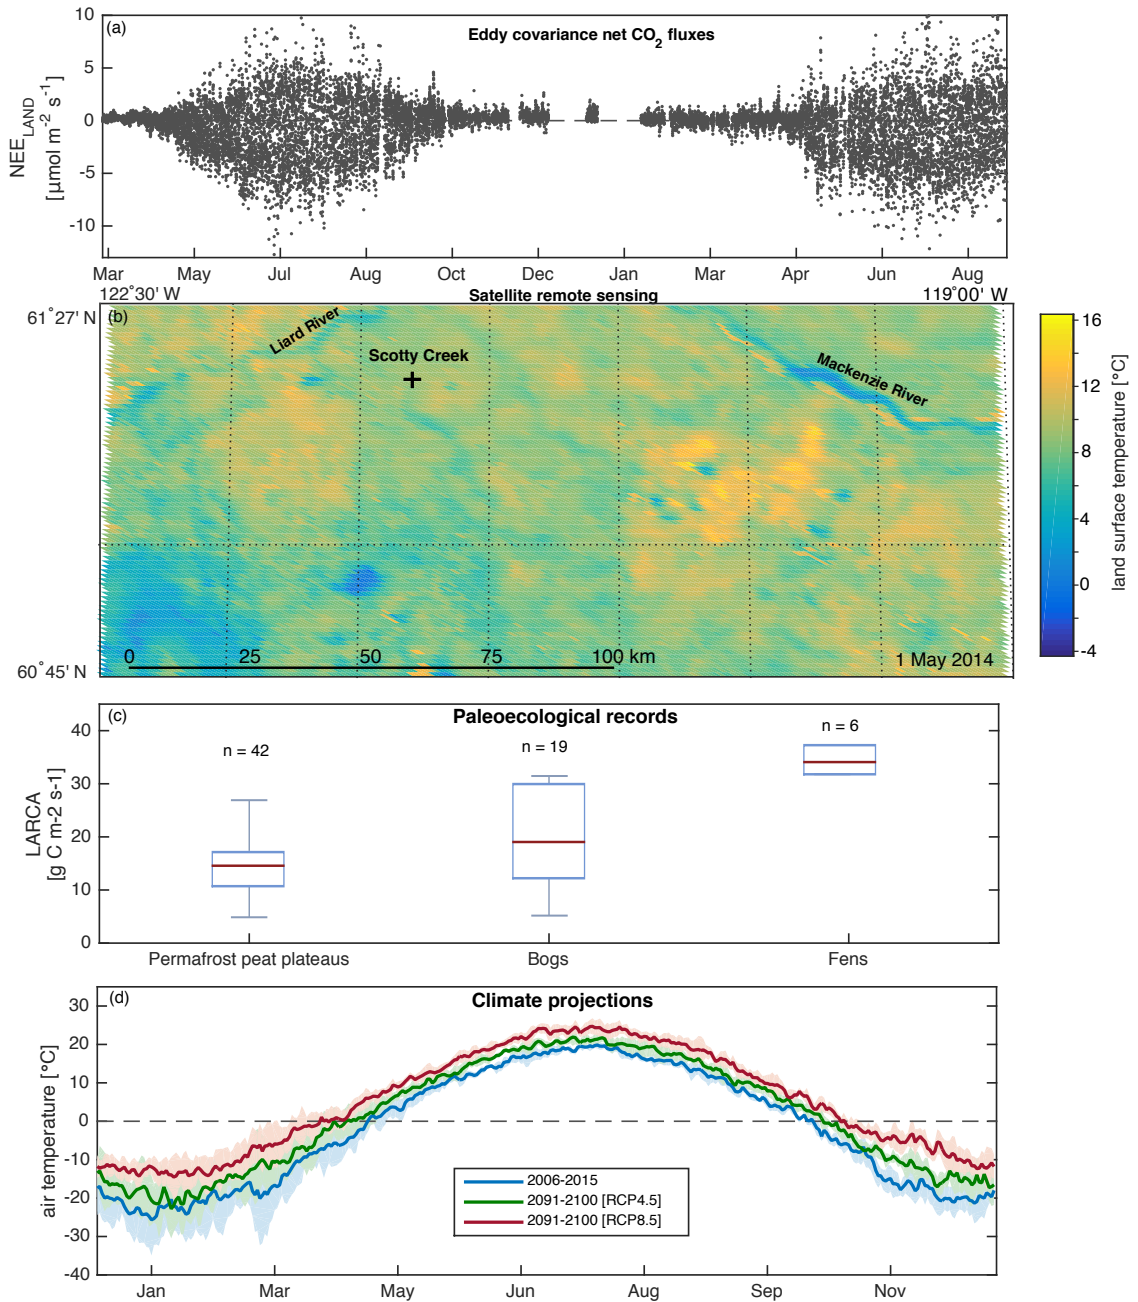 (a)
Eddy covariance net CO2 fluxes
10
5
0
-5
-10
NEELAND
[µmol m-2 s-1]
Mar May Jul Aug Oct Dec Jan Mar Apr Jun Aug
122°30' W Satellite remote sensing 119°00' W
61°27' N
(b)
Liard River
Scotty Creek
Mackenzie River
0 25 50 75 100 km
1 May 2014
60°45' N
16
12
8
4
0
-4
land surface temperature [°C]
(c)
Paleoecological records
n = 42
n = 19
n = 6
40
30
20
10
0
LARCA
[g C m-2 s-1]
Permafrost peat plateaus Bogs Fens
(d)
Climate projections
30
20
10
0
-10
-20
-30
-40
air temperature [°C]
2006-2015
2091-2100 [RCP4.5]
2091-2100 [RCP8.5]
Jan Mar May Jun Aug Sep Nov